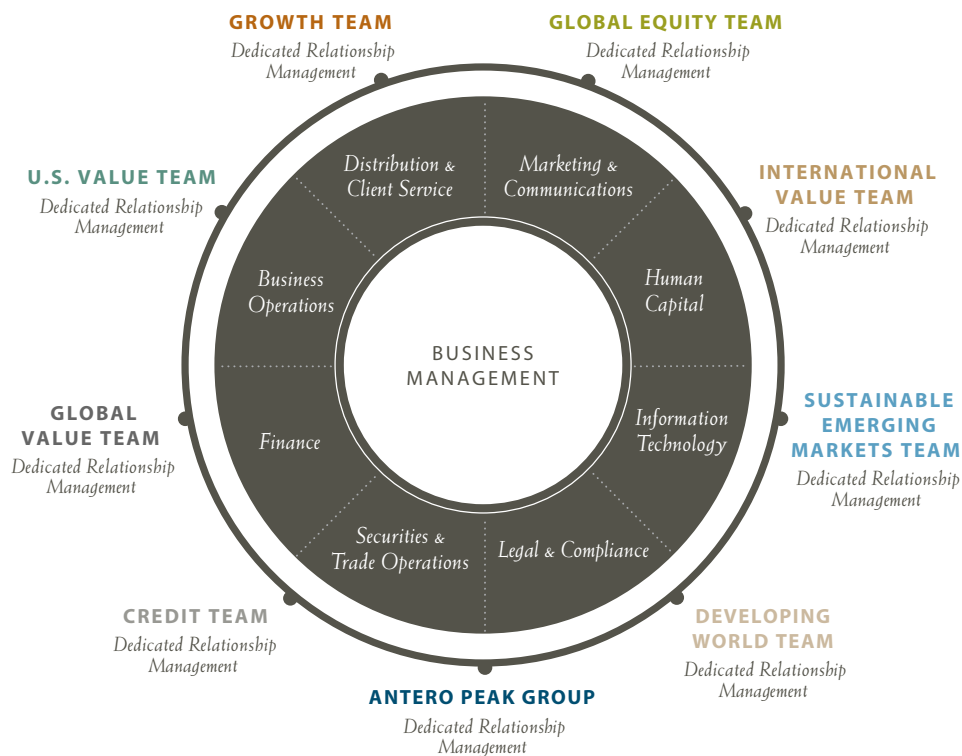 GROWTH TEAM
Dedicated Relationship
Management
GLOBAL EQUITY TEAM
Dedicated Relationship
Management
U.S. VALUE TEAM
Dedicated Relationship
Management
INTERNATIONAL
VALUE TEAM
Dedicated Relationship
Management
Distribution &
Client Service
Marketing &
Communications
Business
Operations
Human
Capital
BUSINESS
MANAGEMENT
GLOBAL
VALUE TEAM
Dedicated Relationship
Management
Finance
Information
Technology
SUSTAINABLE
EMERGING
MARKETS TEAM
Dedicated Relationship
Management
Securities &
Trade Operations
Legal & Compliance
CREDIT TEAM
Dedicated Relationship
Management
DEVELOPING
WORLD TEAM
Dedicated Relationship
Management
ANTERO PEAK GROUP
Dedicated Relationship
Management